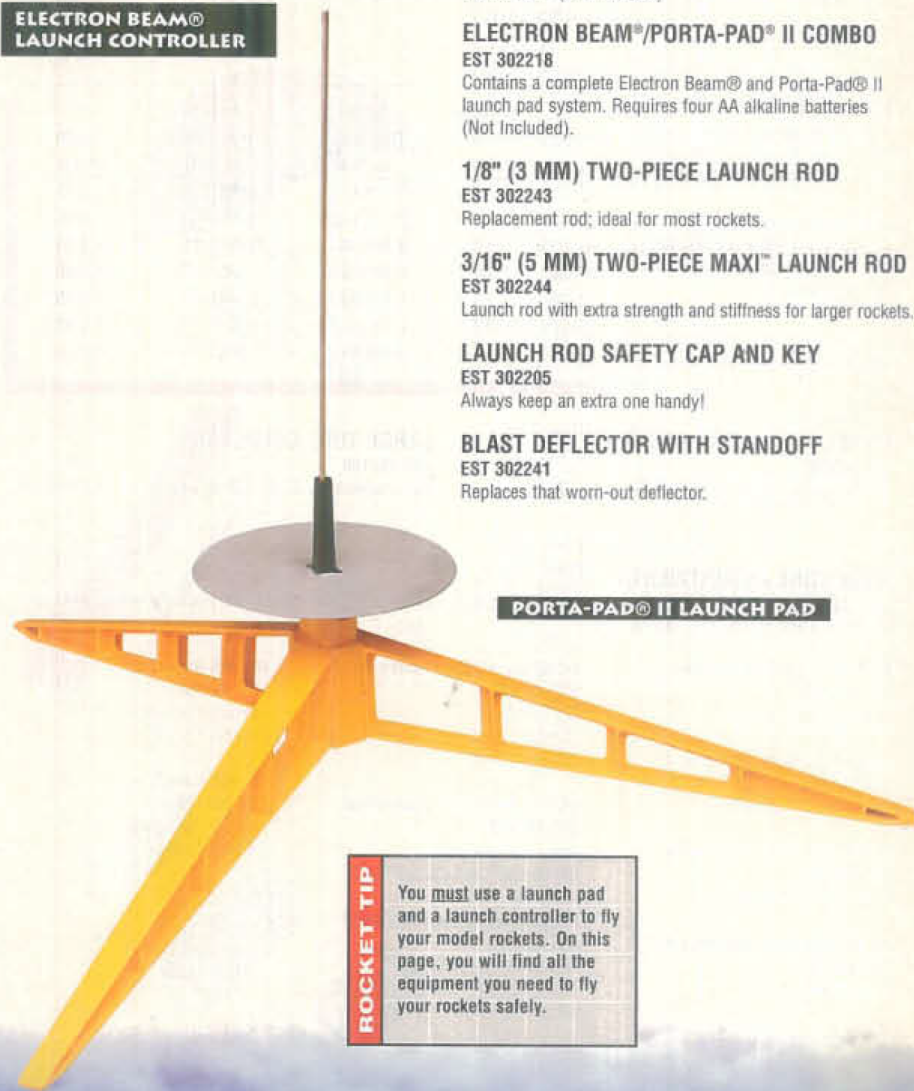 ELECTRON BEAM®
LAUNCH CONTROLLER
ELECTRON BEAM®/PORTA-PAD® II COMBO
EST 302218
Contains a complete Electron Beam® and Porta-Pad® II
launch pad system. Requires four AA alkaline batteries
(Not Included).
1/8" (3 MM) TWO-PIECE LAUNCH ROD
EST 302243
Replacement rod; ideal for most rockets.
3/16" (5 MM) TWO-PIECE MAXI™ LAUNCH ROD
EST 302244
Launch rod with extra strength and stiffness for larger rockets.
LAUNCH ROD SAFETY CAP AND KEY
EST 302205
Always keep an extra one handy!
BLAST DEFLECTOR WITH STANDOFF
EST 302241
Replaces that worn-out deflector.
PORTA-PAD® II LAUNCH PAD
ROCKET TIP
You must use a launch pad
and a launch controller to fly
your model rockets. On this
page, you will find all the
equipment you need to fly
your rockets safely.